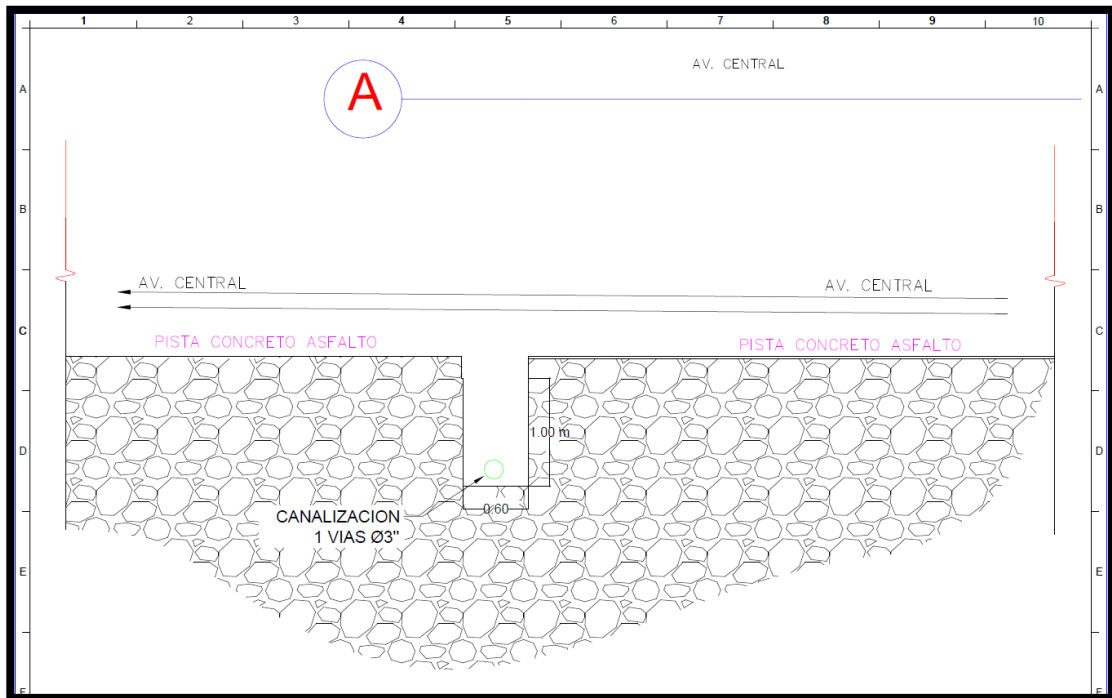 1 2 3 4 5 6 7 8 9 10
AV. CENTRAL
A A
A
B B
AV. CENTRAL AV. CENTRAL
C C
PISTA CONCRETO ASFALTO PISTA CONCRETO ASFALTO
1.00 m
D D
0.60
CANALIZACION
1 VIAS Ø3"
E E
F F